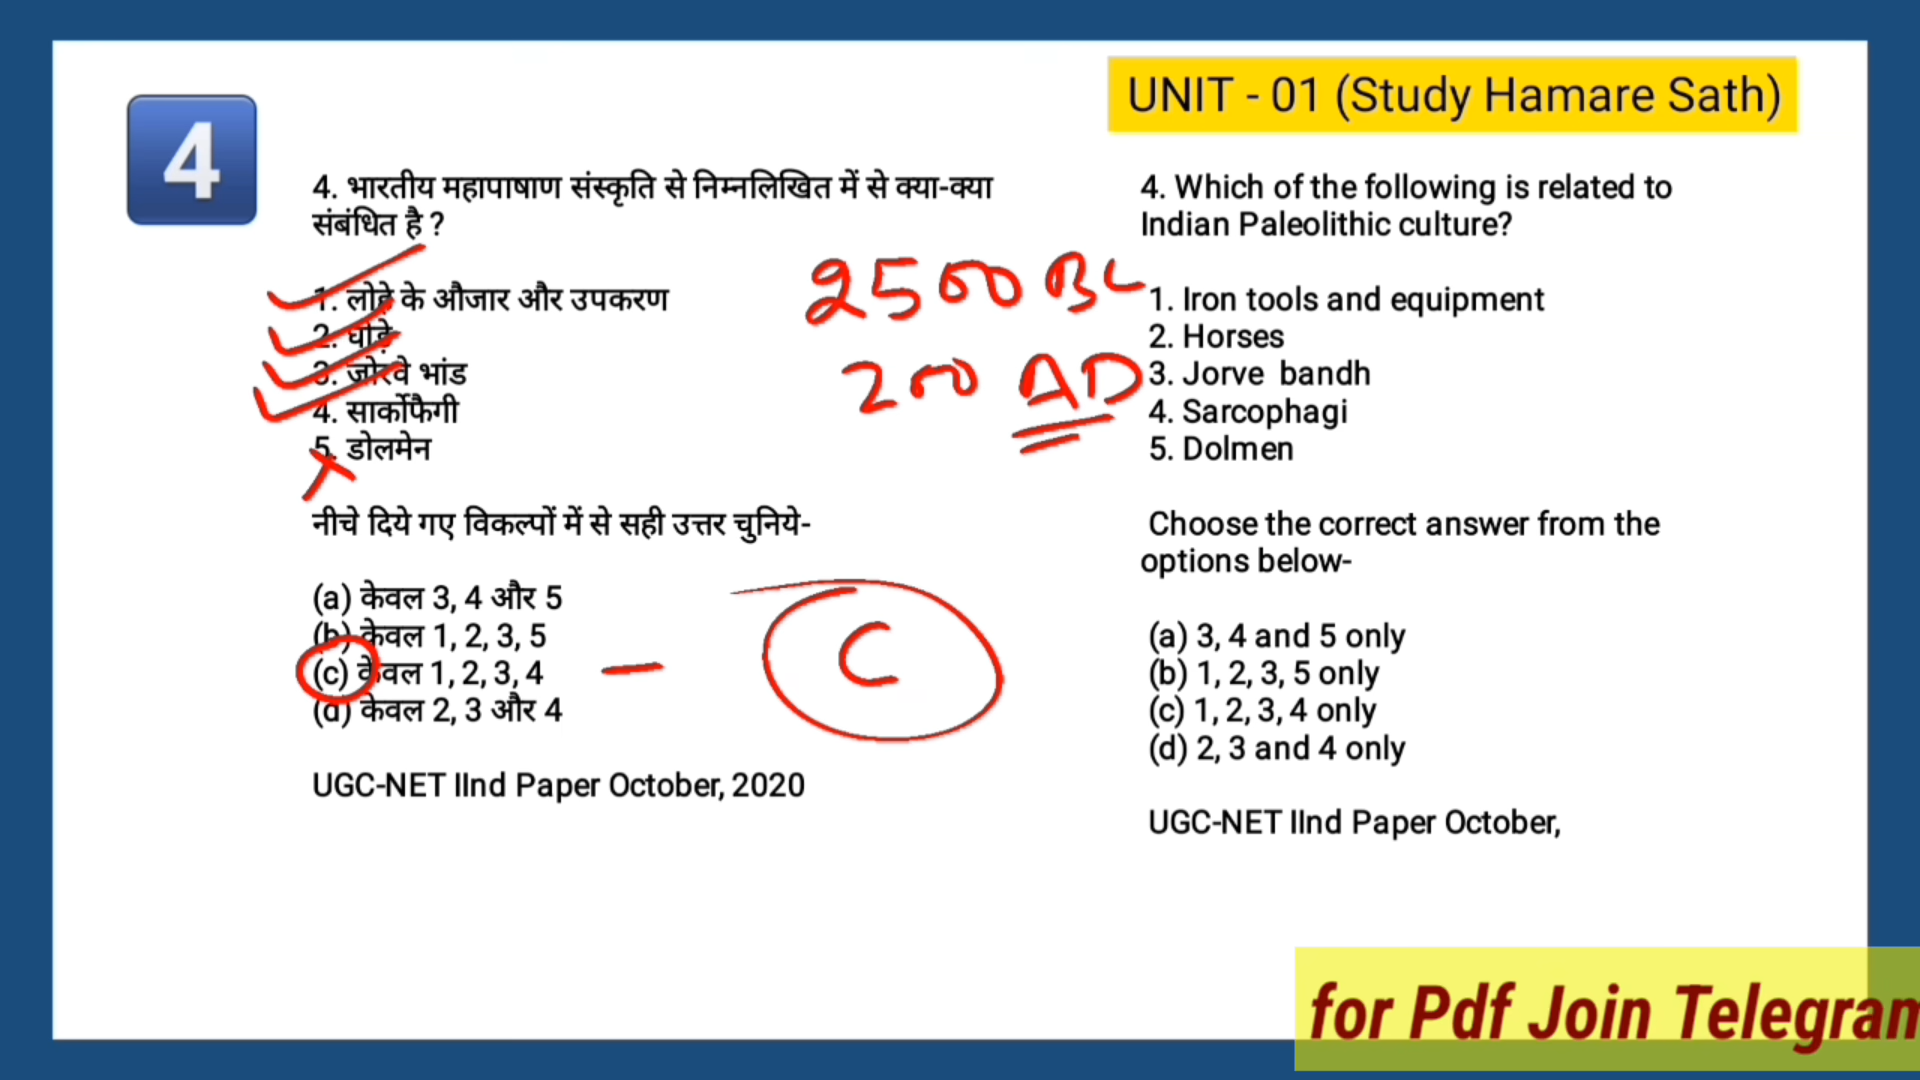 UNIT - 01 (Study Hamare Sath)
4
4. भारतीय महापाषाण संस्कृति से निम्नलिखित में से क्या-क्या
संबंधित है ?
1. लोहे के औजार और उपकरण
2. घोड़े
3. जोरवे भांड
4. सार्कोफैगी
5. डोलमेन
नीचे दिये गए विकल्पों में से सही उत्तर चुनिये-
(a) केवल 3, 4 और 5
(b) केवल 1, 2, 3, 5
(c) केवल 1, 2, 3, 4
(d) केवल 2, 3 और 4
UGC-NET IInd Paper October, 2020
2500 BC
200 AD
C
4. Which of the following is related to
Indian Paleolithic culture?
1. Iron tools and equipment
2. Horses
3. Jorve bandh
4. Sarcophagi
5. Dolmen
Choose the correct answer from the
options below-
(a) 3, 4 and 5 only
(b) 1, 2, 3, 5 only
(c) 1, 2, 3, 4 only
(d) 2, 3 and 4 only
UGC-NET IInd Paper October,
for Pdf Join Telegram